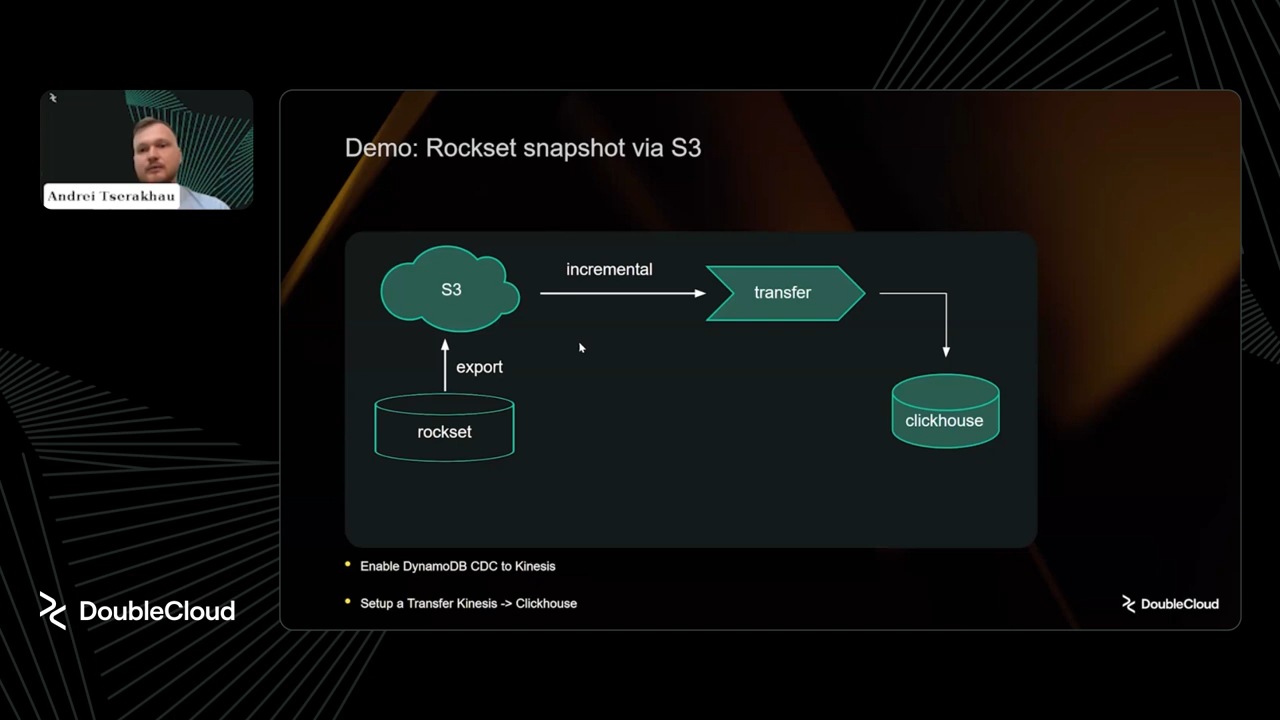 Andrei Tserakhau
Demo: Rockset snapshot via S3
S3
incremental
transfer
export
rockset
clickhouse
Enable DynamoDB CDC to Kinesis
Setup a Transfer Kinesis -> Clickhouse
DoubleCloud
DoubleCloud